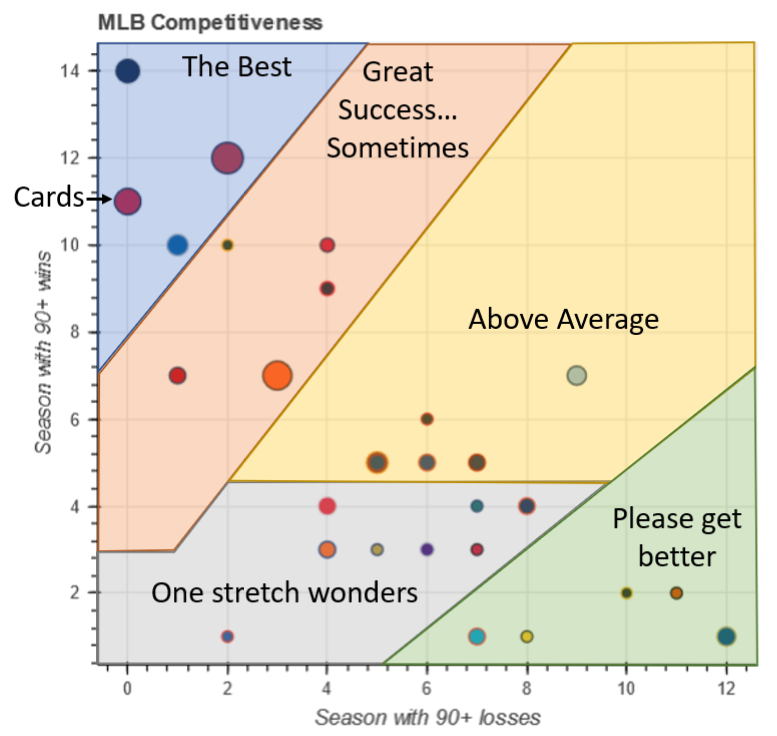 MLB Competitiveness
The Best
Great
Success...
Sometimes
Cards
Above Average
Please get
better
One stretch wonders
Season with 90+ wins
14
12
10
8
6
4
2
0
2
4
6
8
10
12
Season with 90+ losses